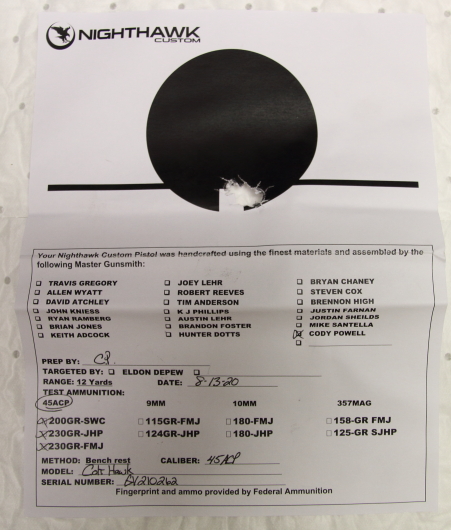 NIGHTHAWK
CUSTOM
Your Nighthawk Custom Pistol was handcrafted using the finest materials and assembled by the
following Master Gunsmith:
☐ TRAVIS GREGORY ☐ JOEY LEHR ☐ BRYAN CHANEY
☐ ALLEN WYATT ☐ ROBERT REEVES ☐ STEVEN COX
☐ DAVID ATCHLEY ☐ TIM ANDERSON ☐ BRENNON HIGH
☐ JOHN KNIESS ☐ K J PHILLIPS ☐ JUSTIN FARNAN
☐ RYAN RAMBERG ☐ AUSTIN LEHR ☐ JORDAN SHEILDS
☐ BRIAN JONES ☐ BRANDON FOSTER ☐ MIKE SANTELLA
☐ KEITH ADCOCK ☐ HUNTER DOTTS ☒ CODY POWELL
☐
PREP BY: C.P.
TARGETED BY: ☐ ELDON DEPEW ☐
RANGE: 12 Yards DATE: 8-13-20
TEST AMMUNITION:
45ACP 9MM 10MM 357MAG
☒200GR-SWC ☐115GR-FMJ ☐180-FMJ ☐158-GR FMJ
☒230GR-JHP ☐124GR-JHP ☐180-JHP ☐125-GR SJHP
☒230GR-FMJ
METHOD: Bench rest CALIBER: 45ACP
MODEL: Colt Hawk
SERIAL NUMBER: GV210262
Fingerprint and ammo provided by Federal Ammunition